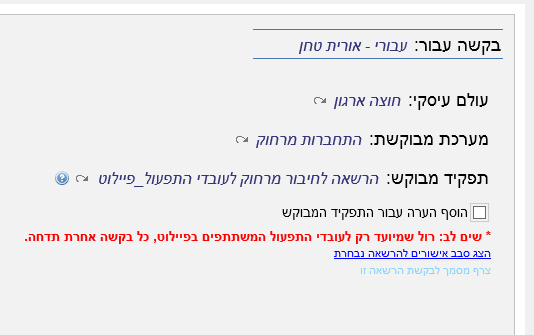 בקשה עבור: עבורי - אורית טחן
עולם עיסקי: חוצה ארגון
מערכת מבוקשת: התחברות מרחוק
תפקיד מבוקש: הרשאה לחיבור מרחוק לעובדי התפעול_פיילוט
הוסף הערה עבור התפקיד המבוקש
* שים לב: רול שמיועד רק לעובדי התפעול המשתתפים בפיילוט, כל בקשה אחרת תדחה.
הצג סבב אישורים להרשאה נבחרת
צרף מסמך לבקשת הרשאה זו